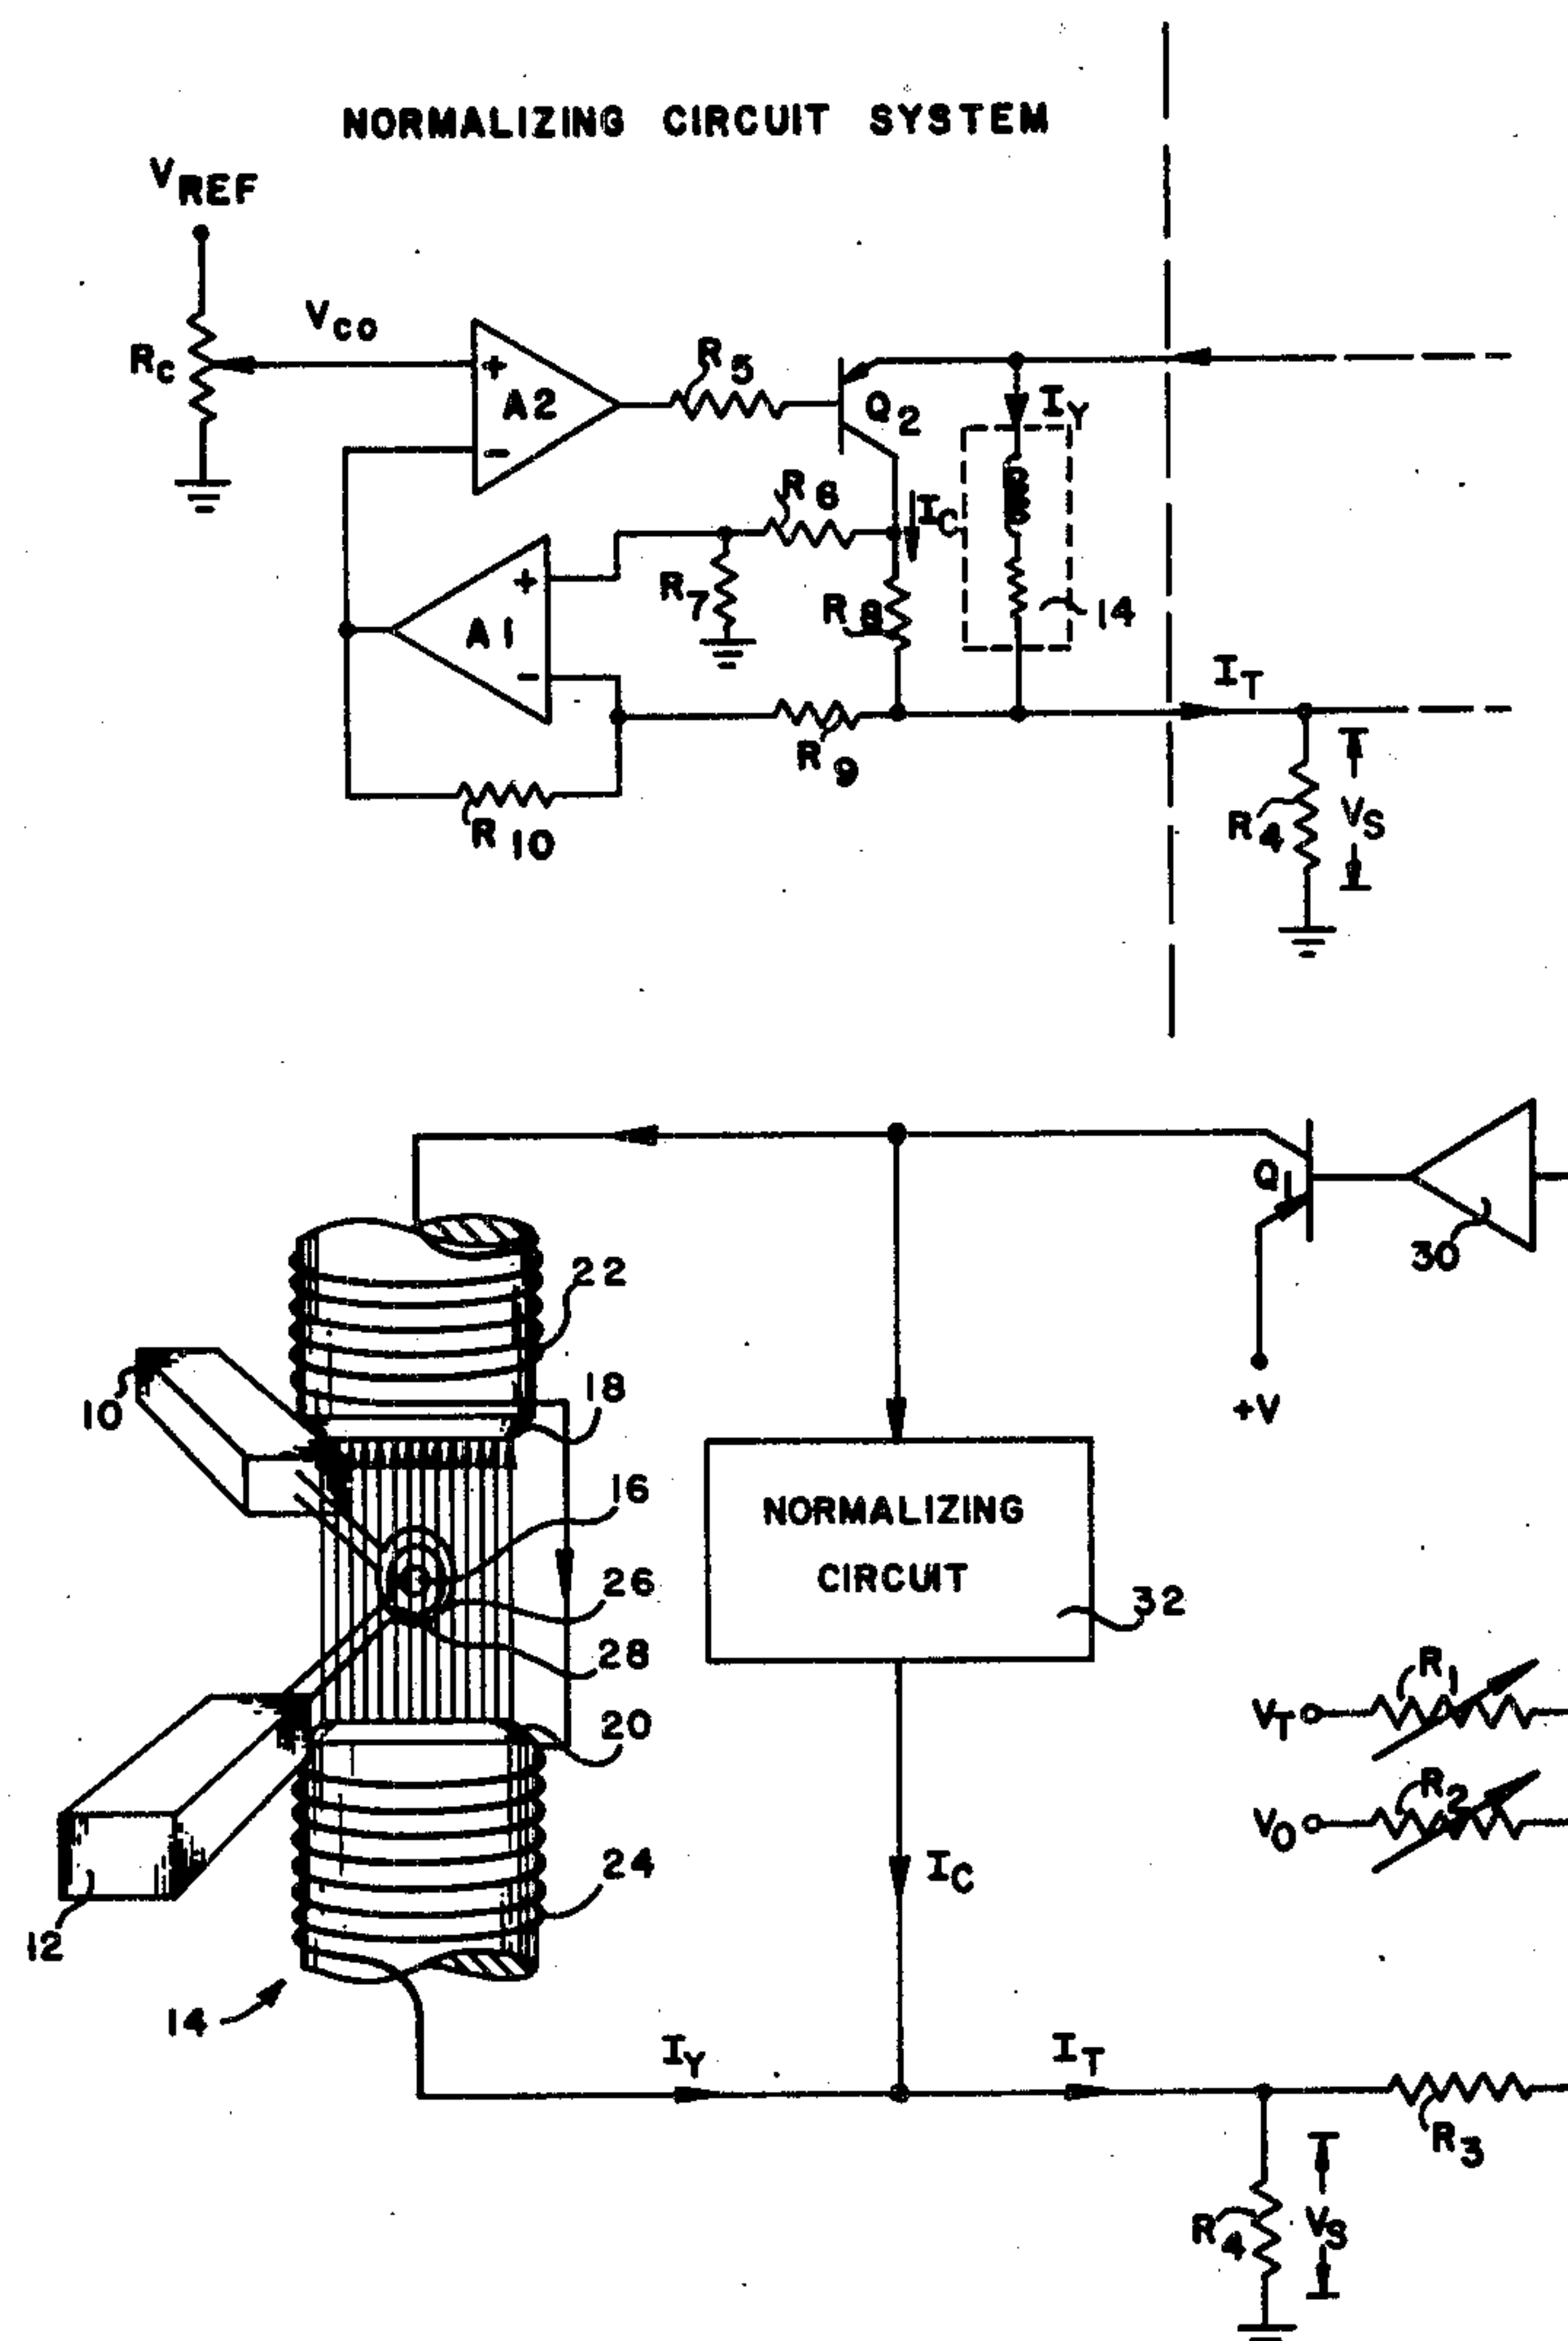 NORMALIZING CIRCUIT SYSTEM
VREF
VCO
RC
+
A2
-
R5
Q2
IY
R6
IC
+
R7
R8
14
A1
-
IT
R9
R4
VS
R10
Q1
30
22
+V
18
10
16
NORMALIZING
CIRCUIT
26
32
28
R1
VT
20
R2
VO
24
IC
12
14
IY
IT
R3
R4
VS